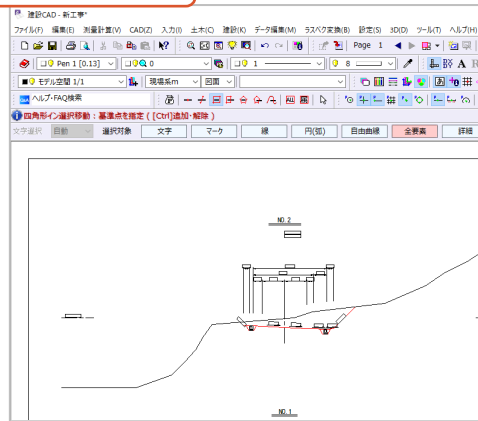 建設CAD - 新工事*
ファイル(F) 編集(E) 測量計算(V) CAD(Z) 入力(I) 土木(C) 建設(K) データ編集(M) ラスベク変換(B) 設定(S) 3D(D) ツール(T) ヘルプ(H)
Page 1
Pen 1 [0.13] 0 1 8
モデル空間 1/1 現場系m 図面
ヘルプ・FAQ検索
四角形イン選択移動：基準点を指定 ( [Ctrl]追加・解除 )
文字選択 自動 選択対象 文字 マーク 線 円(弧) 自由曲線 全要素 詳細
NO.2
NO.1